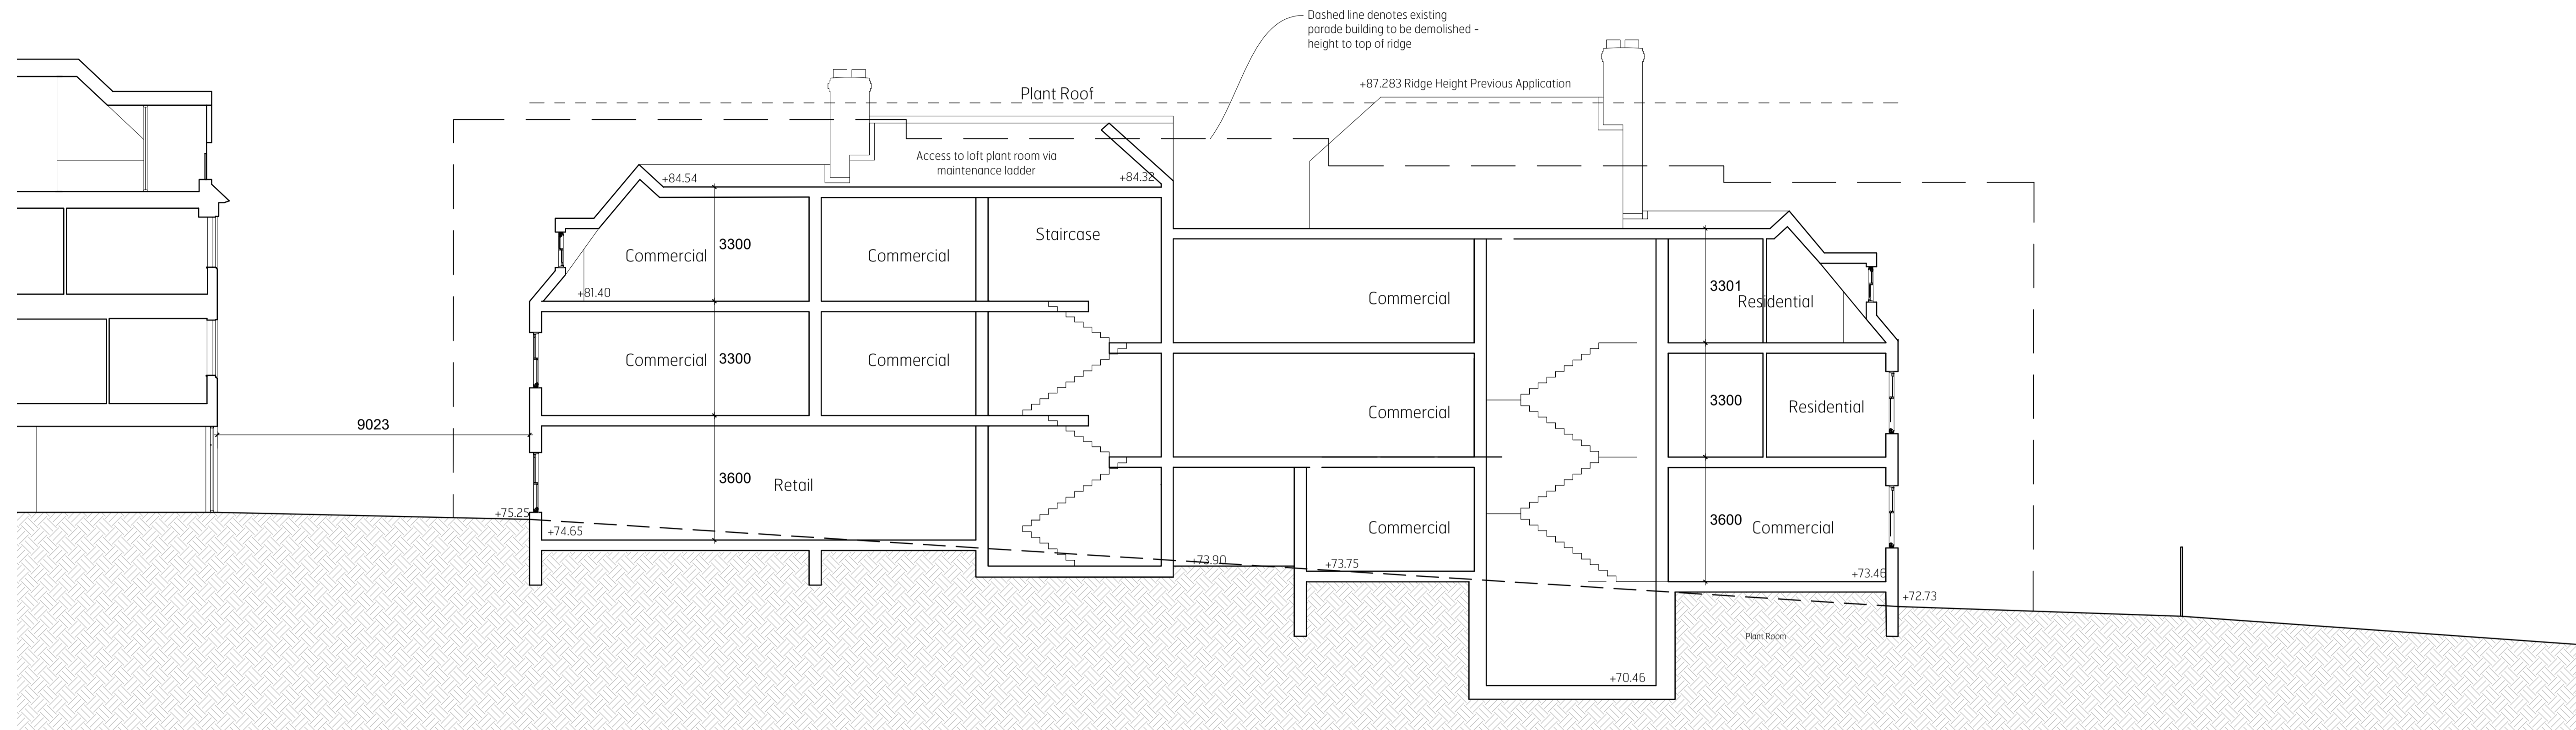 Dashed line denotes existing
parade building to be demolished -
height to top of ridge
+87.283 Ridge Height Previous Application
Plant Roof
Access to loft plant room via
maintenance ladder
+84.54
+84.32
Staircase
Commercial
3300
Commercial
+81.40
3301
Residential
Commercial
Commercial
3300
Commercial
3300
Residential
Commercial
9023
3600
Retail
+75.25
+74.65
3600
Commercial
Commercial
+73.90
+73.75
+73.46
+72.73
Plant Room
+70.46